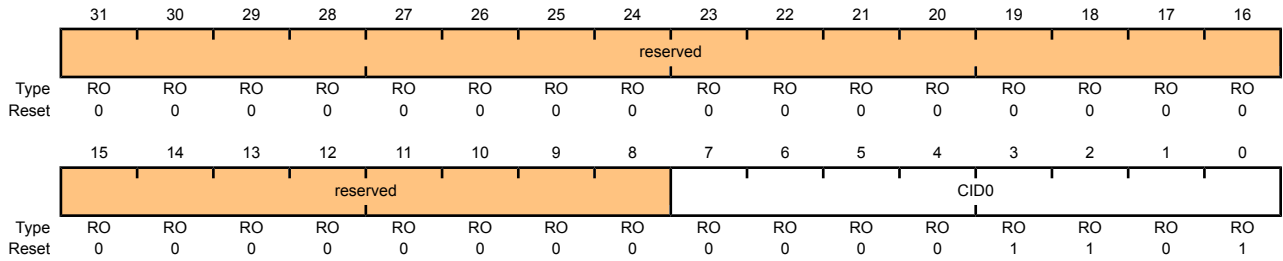 31 30 29 28 27 26 25 24 23 22 21 20 19 18 17 16
reserved
Type RO RO RO RO RO RO RO RO RO RO RO RO RO RO RO RO
Reset 0 0 0 0 0 0 0 0 0 0 0 0 0 0 0 0
15 14 13 12 11 10 9 8 7 6 5 4 3 2 1 0
reserved CID0
Type RO RO RO RO RO RO RO RO RO RO RO RO RO RO RO RO
Reset 0 0 0 0 0 0 0 0 0 0 0 0 1 1 0 1